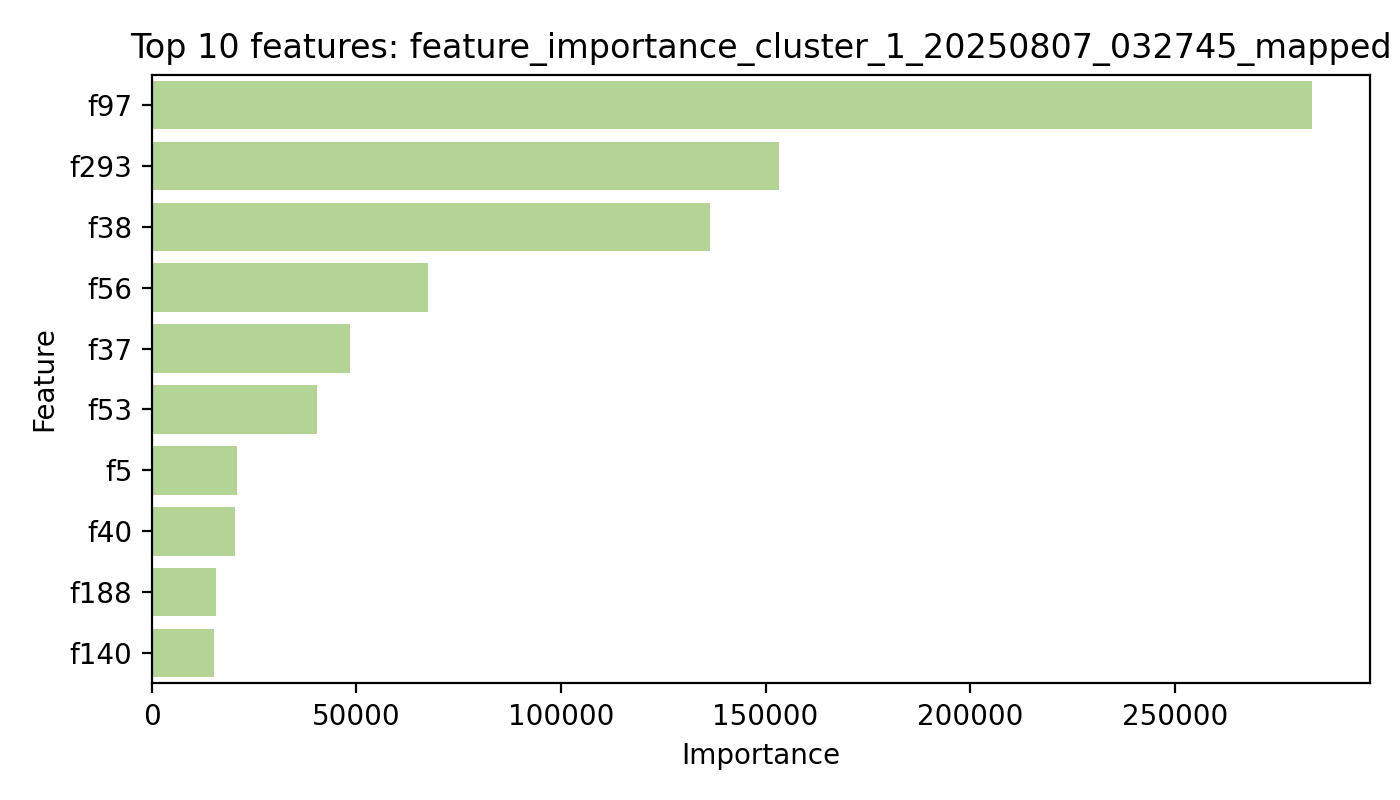 Top 10 features: feature_importance_cluster_1_20250807_032745_mapped
f97
f293
f38
f56
f37
f53
f5
f40
f188
f140
Feature
0 50000 100000 150000 200000 250000
Importance